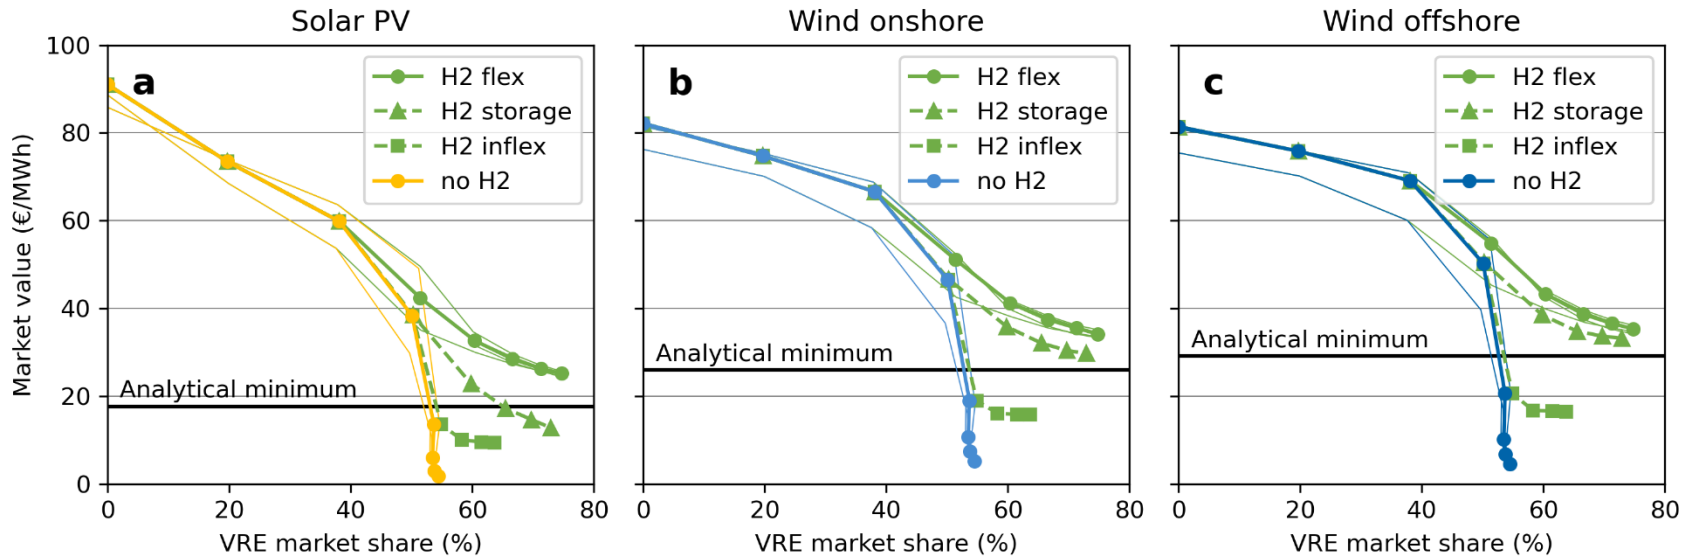 Solar PV
Wind onshore
Wind offshore
Market value (€/MWh)
100
80
60
40
20
0
a
H2 flex
H2 storage
H2 inflex
no H2
Analytical minimum
0 20 40 60 80
VRE market share (%)
b
H2 flex
H2 storage
H2 inflex
no H2
Analytical minimum
0 20 40 60 80
VRE market share (%)
c
H2 flex
H2 storage
H2 inflex
no H2
Analytical minimum
0 20 40 60 80
VRE market share (%)